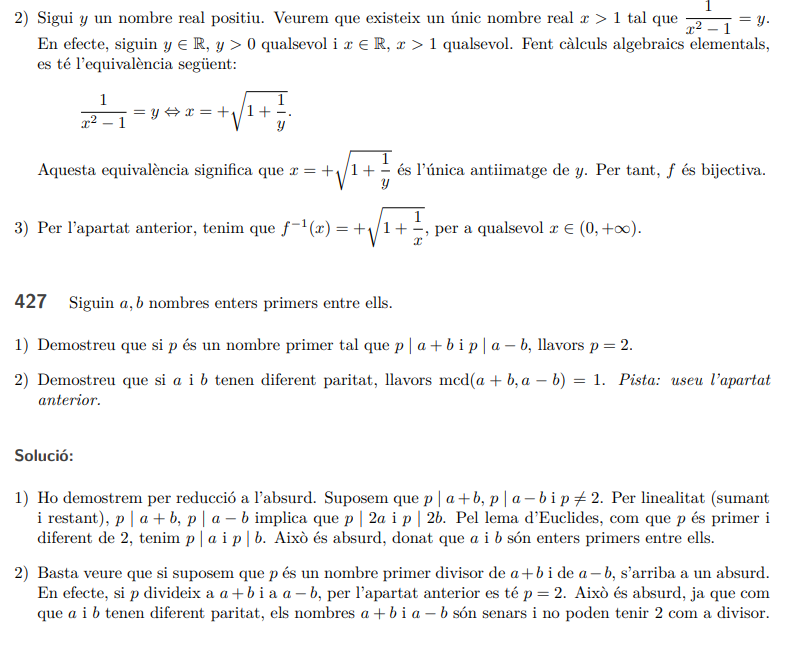 2) Sigui y un nombre real positiu. Veurem que existeix un únic nombre real x > 1 tal que 1/(x² − 1) = y.
En efecte, siguin y ∈ ℝ, y > 0 qualsevol i x ∈ ℝ, x > 1 qualsevol. Fent càlculs algebraics elementals,
es té l'equivalència següent:
1/(x² − 1) = y ⇔ x = +√(1 + 1/y).
Aquesta equivalència significa que x = +√(1 + 1/y) és l'única antiimatge de y. Per tant, f és bijectiva.
3) Per l'apartat anterior, tenim que f⁻¹(x) = +√(1 + 1/x), per a qualsevol x ∈ (0, +∞).
427 Siguin a, b nombres enters primers entre ells.
1) Demostreu que si p és un nombre primer tal que p | a + b i p | a − b, llavors p = 2.
2) Demostreu que si a i b tenen diferent paritat, llavors mcd(a + b, a − b) = 1. Pista: useu l'apartat
anterior.
Solució:
1) Ho demostrem per reducció a l'absurd. Suposem que p | a + b, p | a − b i p ≠ 2. Per linealitat (sumant
i restant), p | a + b, p | a − b implica que p | 2a i p | 2b. Pel lema d'Euclides, com que p és primer i
diferent de 2, tenim p | a i p | b. Això és absurd, donat que a i b són enters primers entre ells.
2) Basta veure que si suposem que p és un nombre primer divisor de a + b i de a − b, s'arriba a un absurd.
En efecte, si p divideix a a + b i a a − b, per l'apartat anterior es té p = 2. Això és absurd, ja que com
que a i b tenen diferent paritat, els nombres a + b i a − b són senars i no poden tenir 2 com a divisor.